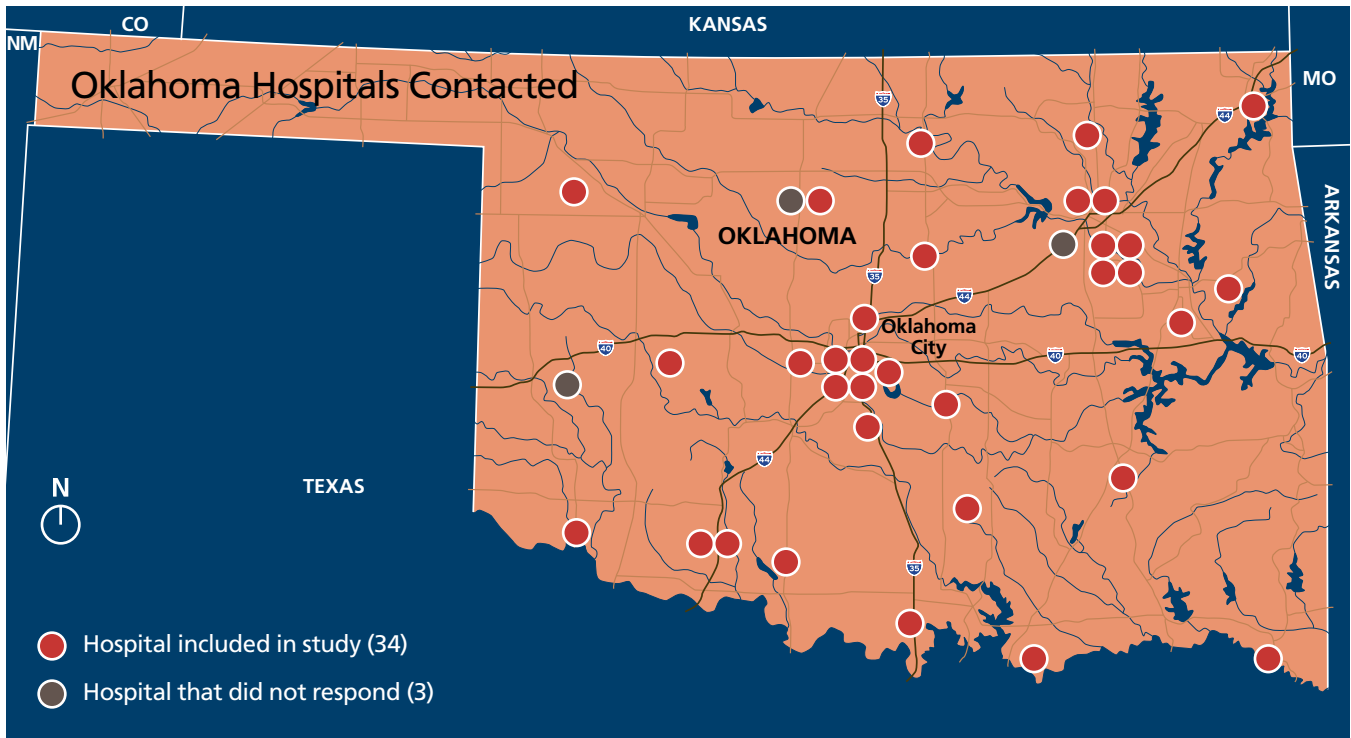 CO
KANSAS
NM
Oklahoma Hospitals Contacted
MO
35
44
ARKANSAS
OKLAHOMA
35
44
Oklahoma
City
40
40
40
44
N
TEXAS
35
Hospital included in study (34)
Hospital that did not respond (3)